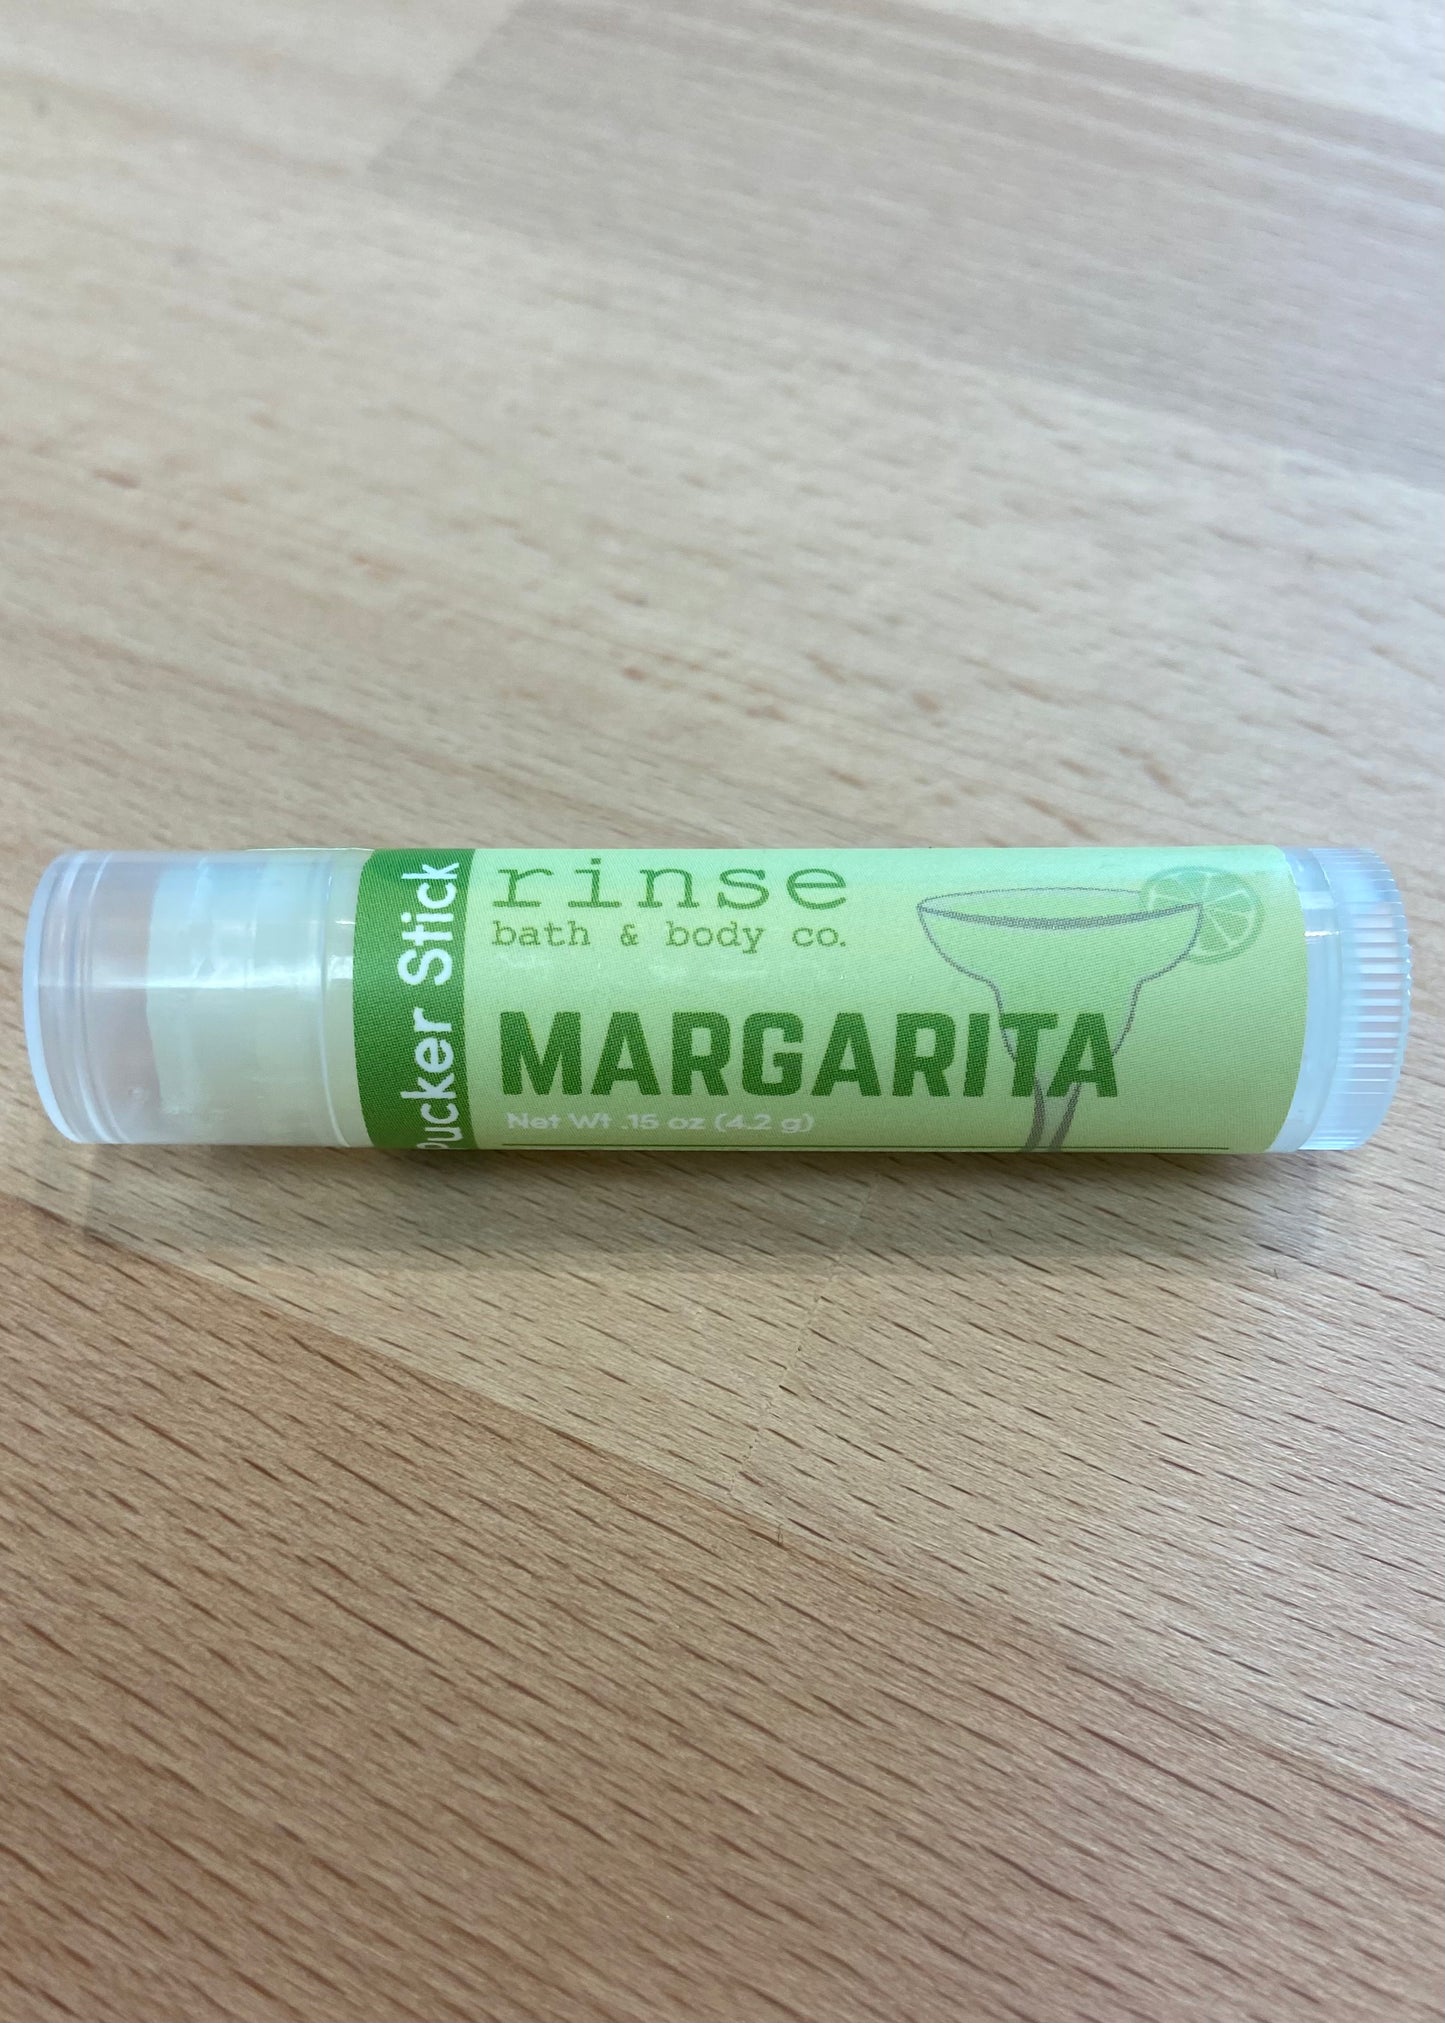 Pucker Stick
rinse
bath & body co.
MARGARITA
Net Wt .15 oz (4.2 g)